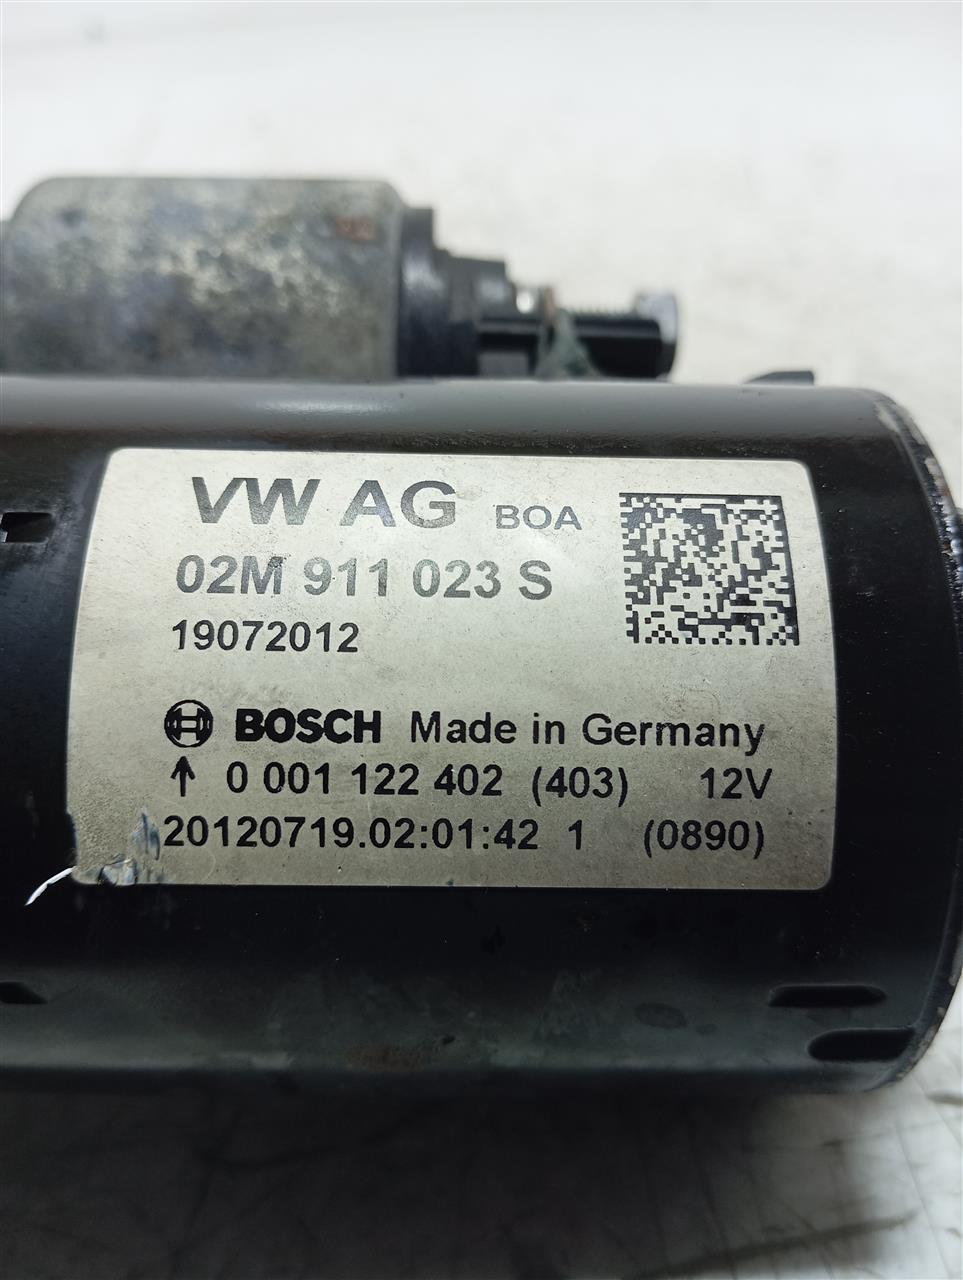 VW AG BOA
02M 911 023 S
19072012
BOSCH Made in Germany
↑ 0 001 122 402 (403) 12V
20120719.02:01:42 1 (0890)